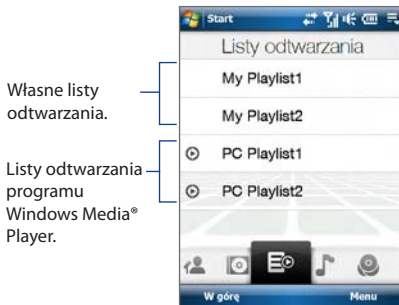 Start
Listy odtwarzania
My Playlist1
My Playlist2
PC Playlist1
PC Playlist2
W górę
Menu
Własne listy
odtwarzania.
Listy odtwarzania
programu
Windows Media®
Player.